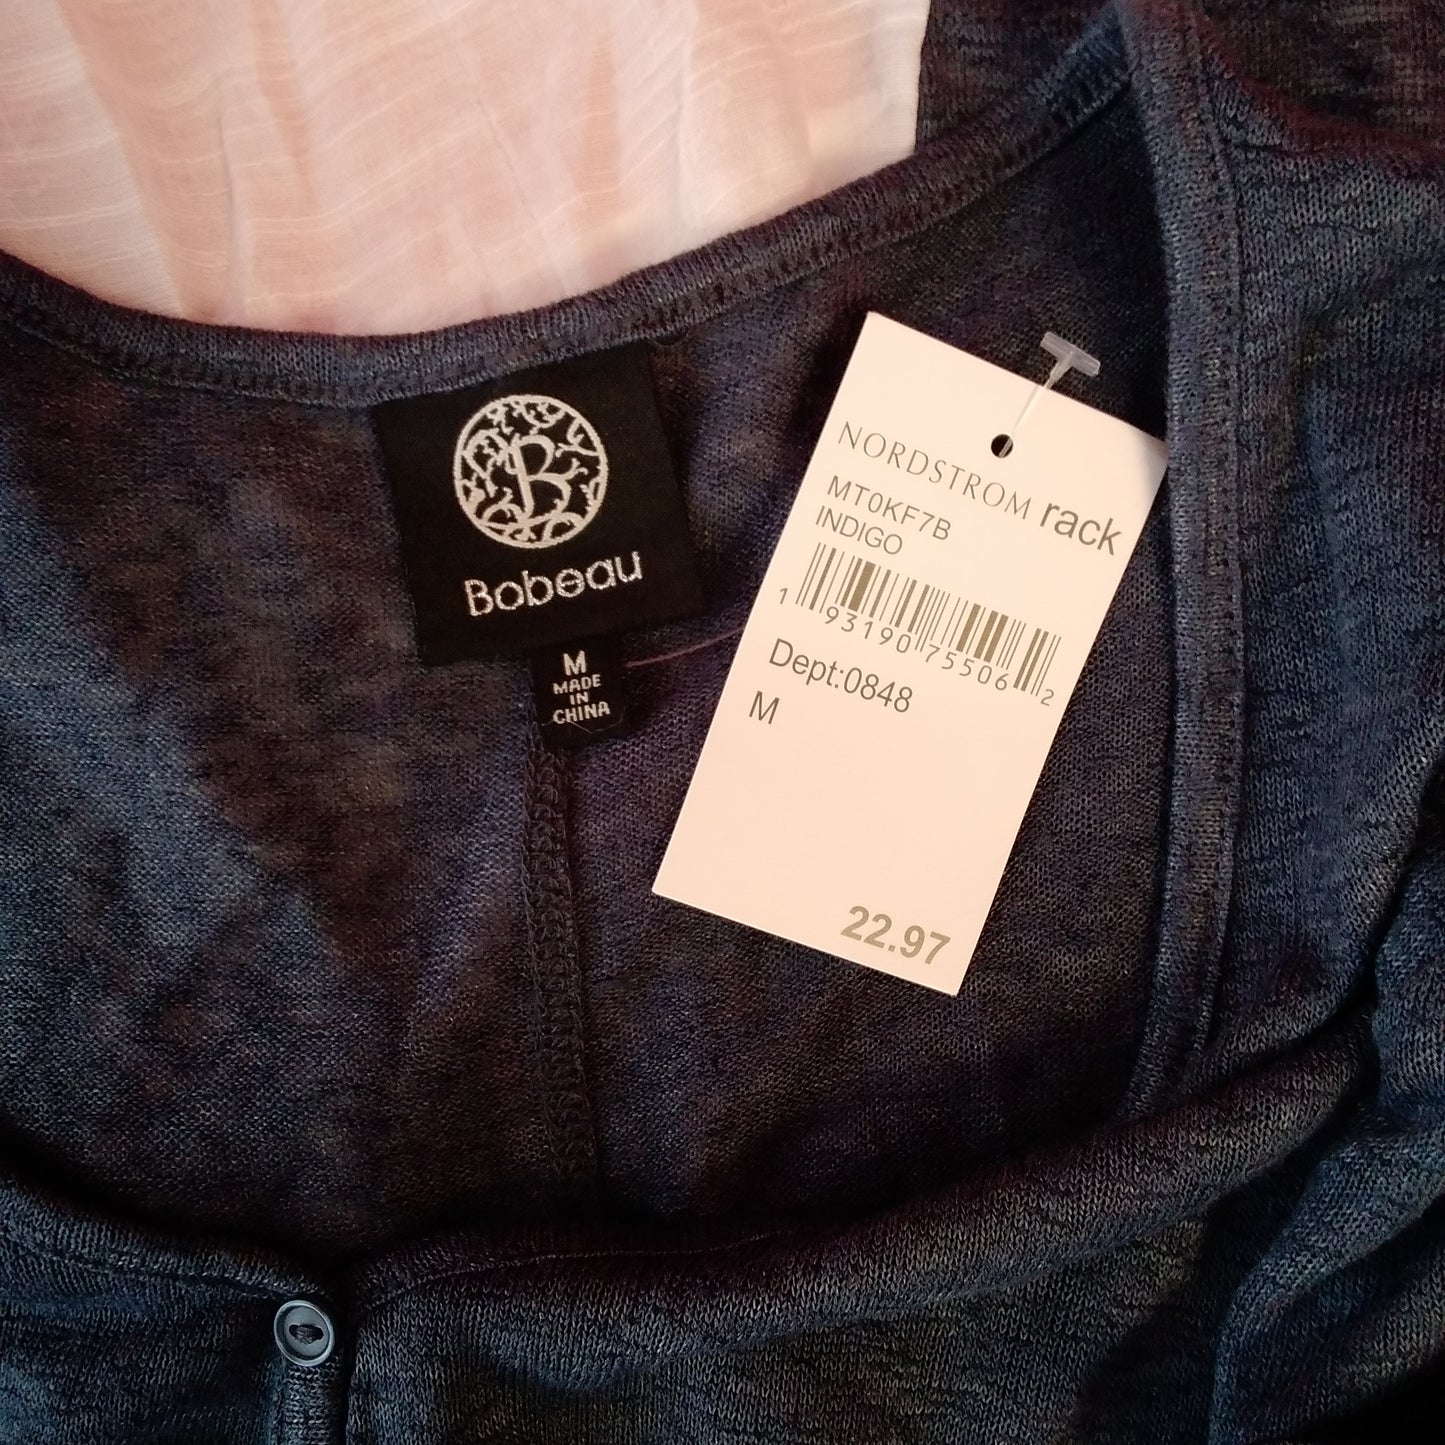 B
Bobeau
M
MADE
IN
CHINA
NORDSTROM rack
MT0KF7B
INDIGO
1 93190 75506 2
Dept:0848
M
22.97